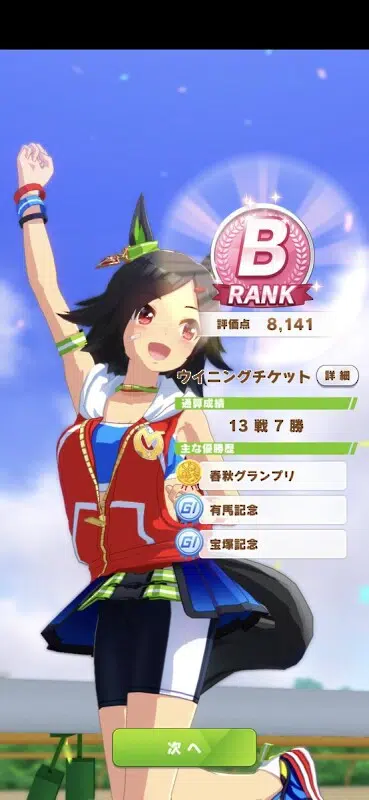 B
RANK
評価点 8,141
ウイニングチケット 詳細
通算成績
13 戦 7 勝
主な優勝歴
春秋グランプリ
GI 有馬記念
GI 宝塚記念
次へ